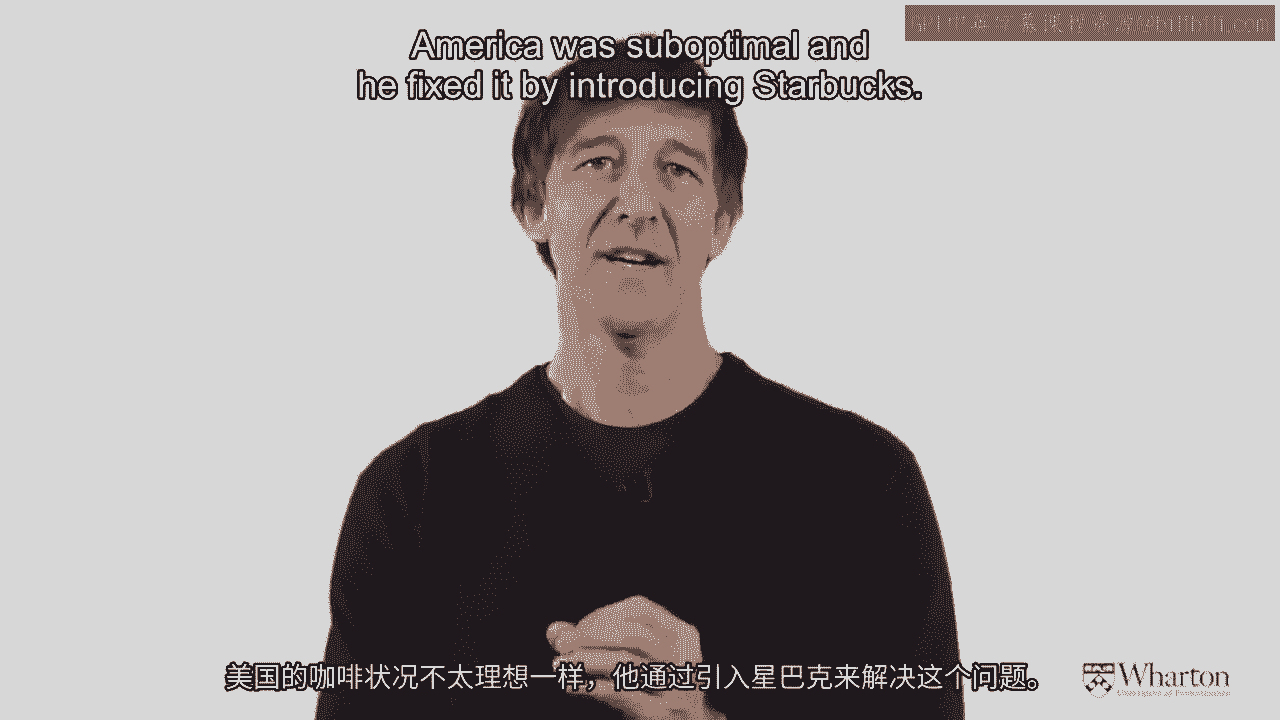 America was suboptimal and
he fixed it by introducing Starbucks.
美国的咖啡状况不太理想一样，他通过引入星巴克来解决这个问题。
Wharton